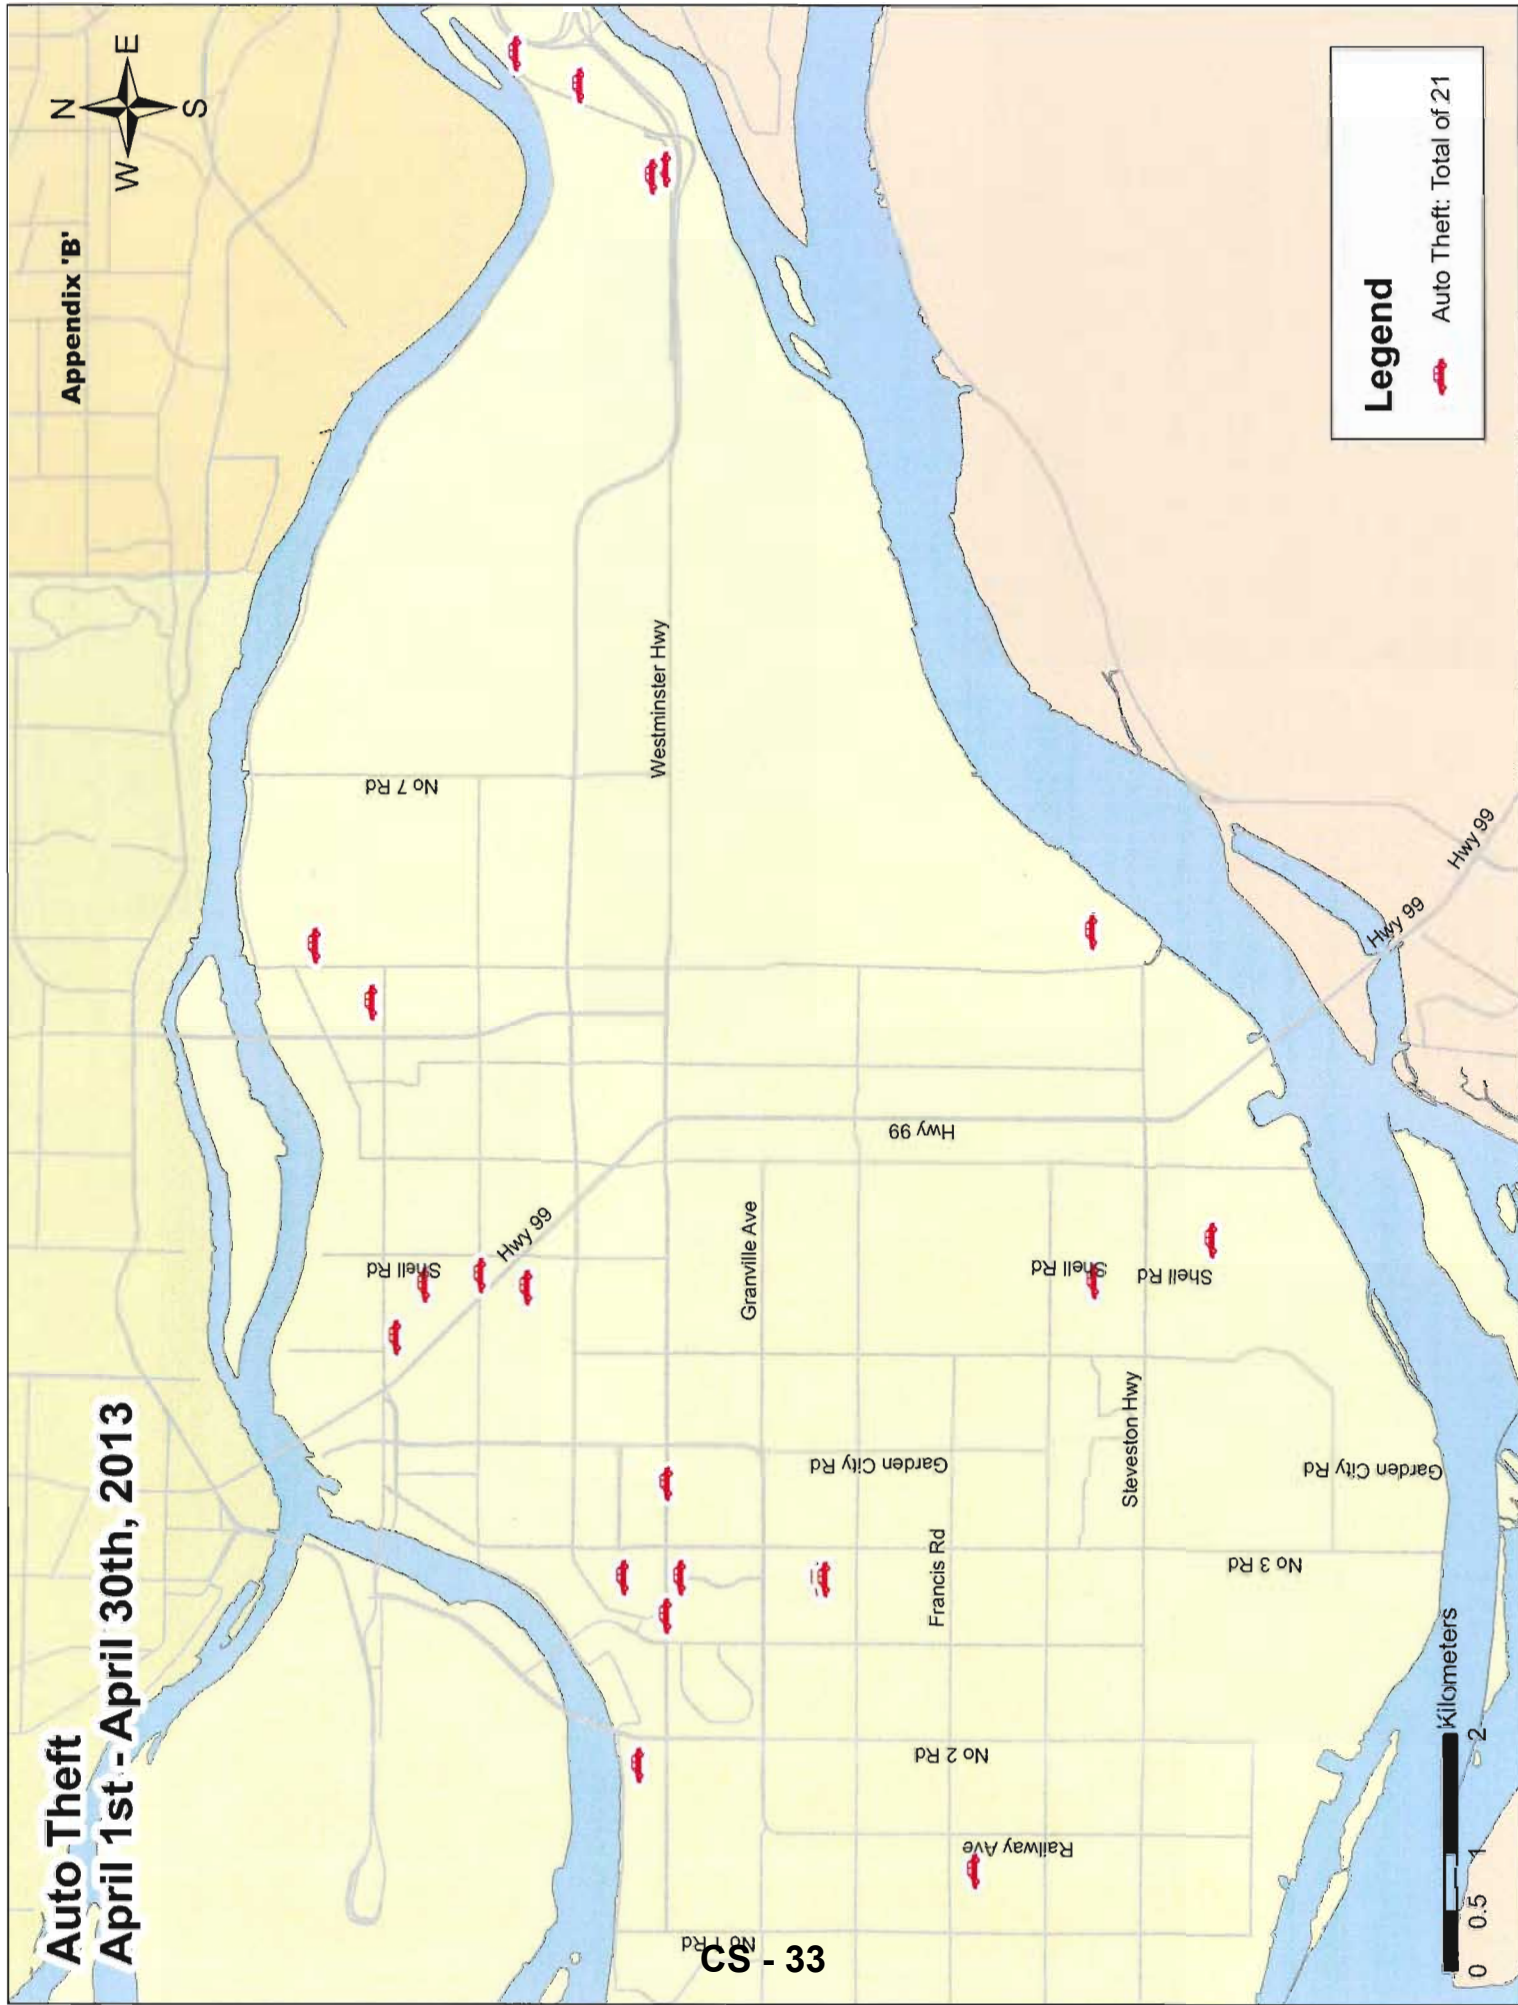 Auto Theft
April 1st - April 30th, 2013
Appendix 'B'
N
W
E
S
No 7 Rd
Westminster Hwy
Shell Rd
Hwy 99
Hwy 99
Granville Ave
Shell Rd
Shell Rd
Shell Rd
Hwy 99
Hwy 99
Garden City Rd
Steveston Hwy
Garden City Rd
Francis Rd
No 3 Rd
No 2 Rd
Railway Ave
No 1 Rd
Legend
Auto Theft: Total of 21
0 0.5 1 2
Kilometers
CS - 33